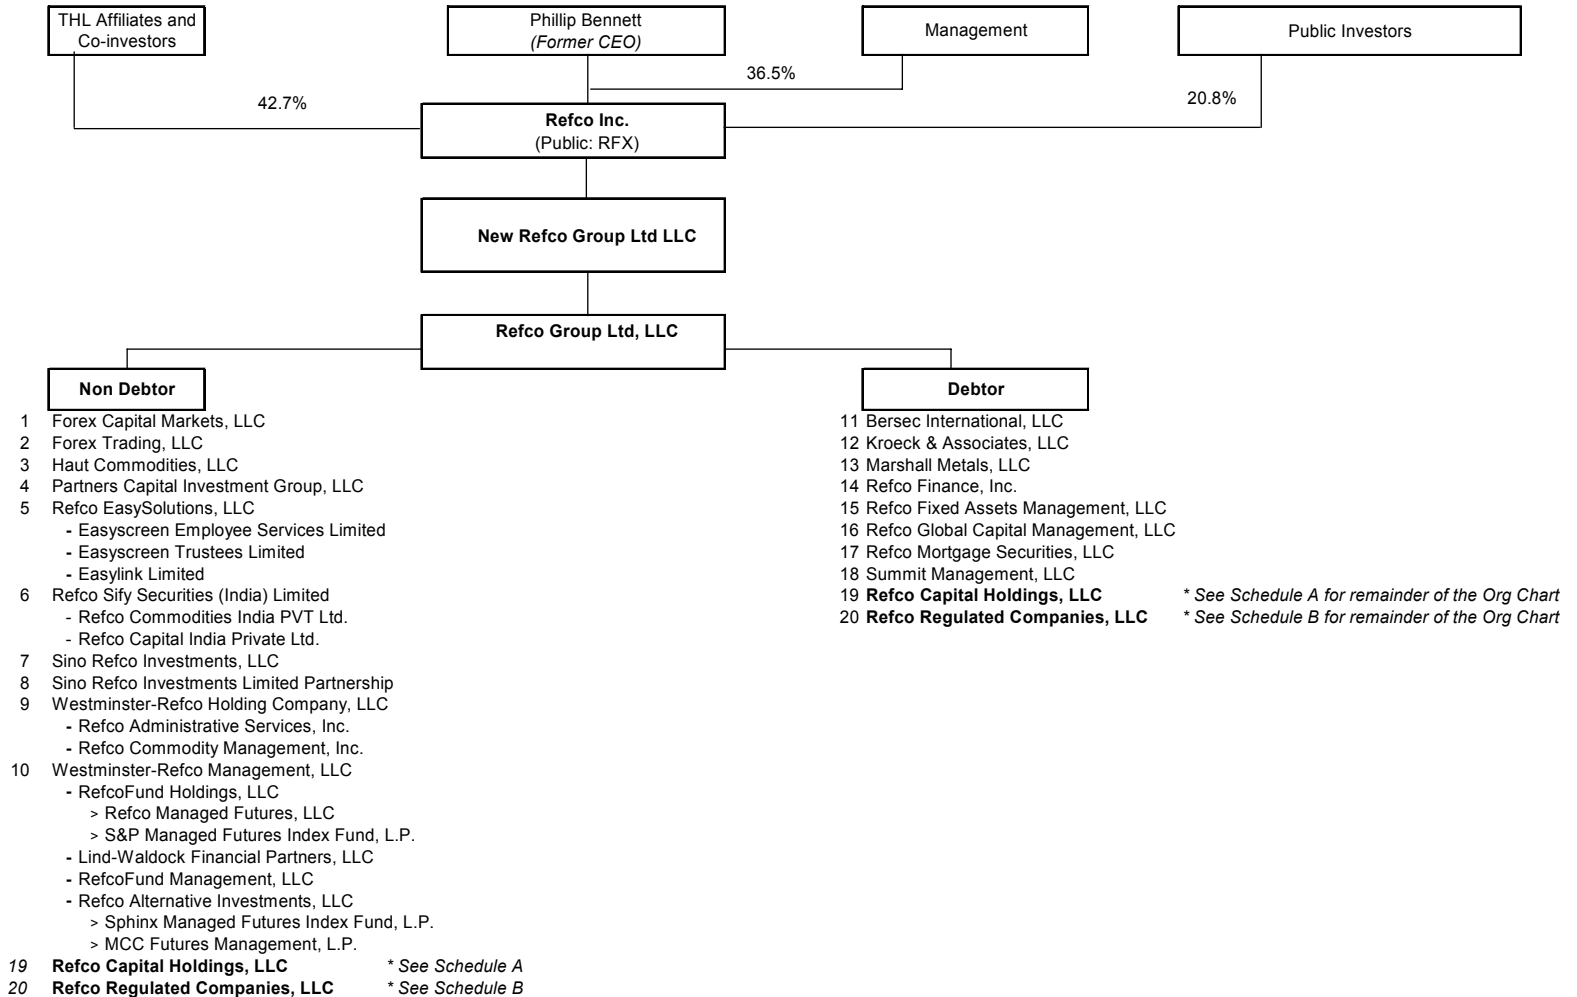 THL Affiliates and
Co-investors
Phillip Bennett
(Former CEO)
Management
Public Investors
36.5%
42.7%
20.8%
Refco Inc.
(Public: RFX)
New Refco Group Ltd LLC
Refco Group Ltd, LLC
Non Debtor
1 Forex Capital Markets, LLC
2 Forex Trading, LLC
3 Haut Commodities, LLC
4 Partners Capital Investment Group, LLC
5 Refco EasySolutions, LLC
- Easyscreen Employee Services Limited
- Easyscreen Trustees Limited
- Easylink Limited
6 Refco Sify Securities (India) Limited
- Refco Commodities India PVT Ltd.
- Refco Capital India Private Ltd.
7 Sino Refco Investments, LLC
8 Sino Refco Investments Limited Partnership
9 Westminster-Refco Holding Company, LLC
- Refco Administrative Services, Inc.
- Refco Commodity Management, Inc.
10 Westminster-Refco Management, LLC
- RefcoFund Holdings, LLC
> Refco Managed Futures, LLC
> S&P Managed Futures Index Fund, L.P.
- Lind-Waldock Financial Partners, LLC
- RefcoFund Management, LLC
- Refco Alternative Investments, LLC
> Sphinx Managed Futures Index Fund, L.P.
> MCC Futures Management, L.P.
19 Refco Capital Holdings, LLC * See Schedule A
20 Refco Regulated Companies, LLC * See Schedule B
Debtor
11 Bersec International, LLC
12 Kroeck & Associates, LLC
13 Marshall Metals, LLC
14 Refco Finance, Inc.
15 Refco Fixed Assets Management, LLC
16 Refco Global Capital Management, LLC
17 Refco Mortgage Securities, LLC
18 Summit Management, LLC
19 Refco Capital Holdings, LLC * See Schedule A for remainder of the Org Chart
20 Refco Regulated Companies, LLC * See Schedule B for remainder of the Org Chart